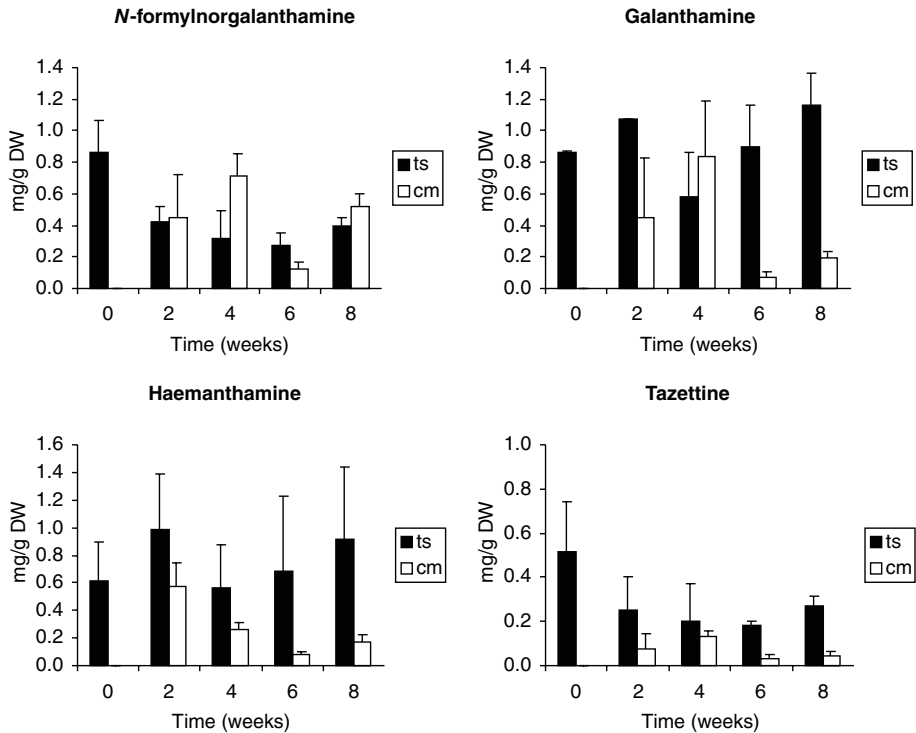 N-formylnorgalanthamine
mg/g DW
1.4
1.2
1.0
0.8
0.6
0.4
0.2
0.0
0 2 4 6 8
Time (weeks)
ts
cm
Galanthamine
mg/g DW
1.4
1.2
1.0
0.8
0.6
0.4
0.2
0.0
0 2 4 6 8
Time (weeks)
ts
cm
Haemanthamine
mg/g DW
1.6
1.4
1.2
1.0
0.8
0.6
0.4
0.2
0.0
0 2 4 6 8
Time (weeks)
ts
cm
Tazettine
mg/g DW
1.0
0.8
0.6
0.4
0.2
0.0
0 2 4 6 8
Time (weeks)
ts
cm